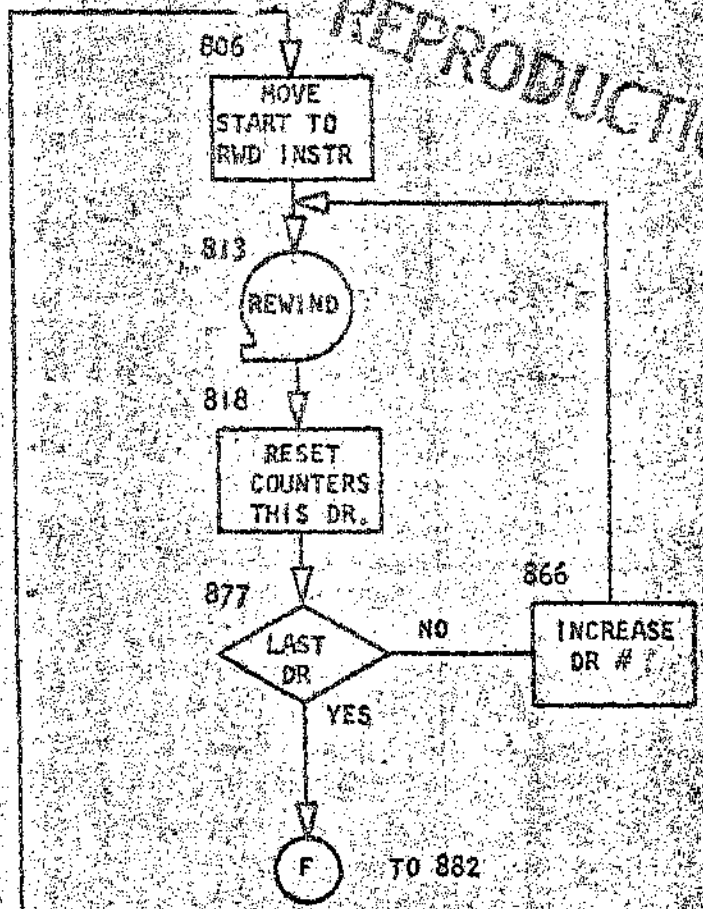 REPRODUCTIO
806
MOVE
START TO
RWD INSTR
813
REWIND
818
RESET
COUNTERS
THIS DR.
877
LAST
DR
NO
866
INCREASE
DR #
YES
F
TO 882